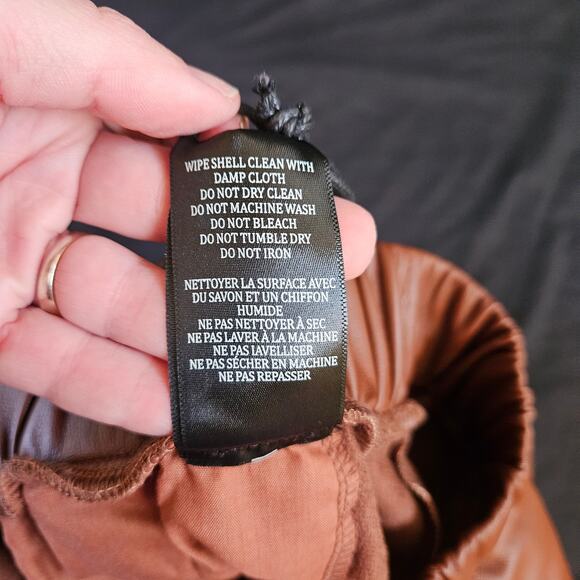 WIPE SHELL CLEAN WITH
DAMP CLOTH
DO NOT DRY CLEAN
DO NOT MACHINE WASH
DO NOT BLEACH
DO NOT TUMBLE DRY
DO NOT IRON
NETTOYER LA SURFACE AVEC
DU SAVON ET UN CHIFFON
HUMIDE
NE PAS NETTOYER À SEC
NE PAS LAVER À LA MACHINE
NE PAS JAVELLISER
NE PAS SÉCHER EN MACHINE
NE PAS REPASSER